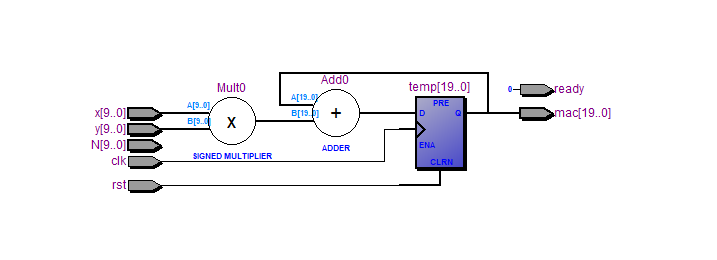 Mult0
Add0
temp[19..0]
0
ready
A[19..0]
PRE
x[9..0]
A[9..0]
B[19..0]
D
Q
mac[19..0]
y[9..0]
B[9..0]
x
+
N[9..0]
ENA
clk
SIGNED MULTIPLIER
ADDER
CLRN
rst